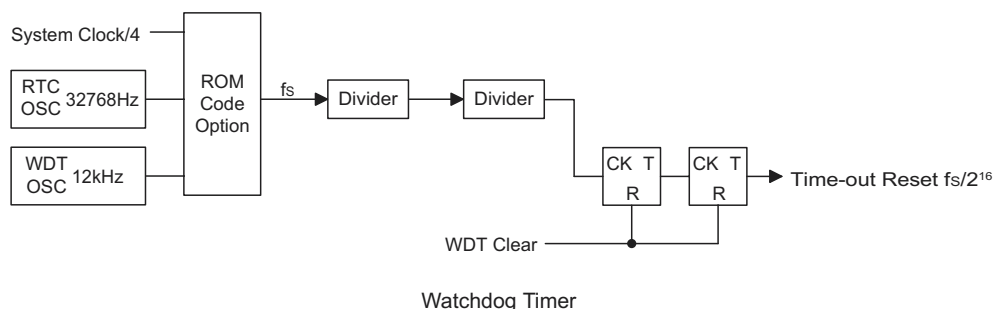 System Clock/4
RTC
OSC 32768Hz
WDT
OSC 12kHz
ROM
Code
Option
fs
Divider
Divider
CK T
R
CK T
R
Time-out Reset fs/2¹⁶
WDT Clear
Watchdog Timer